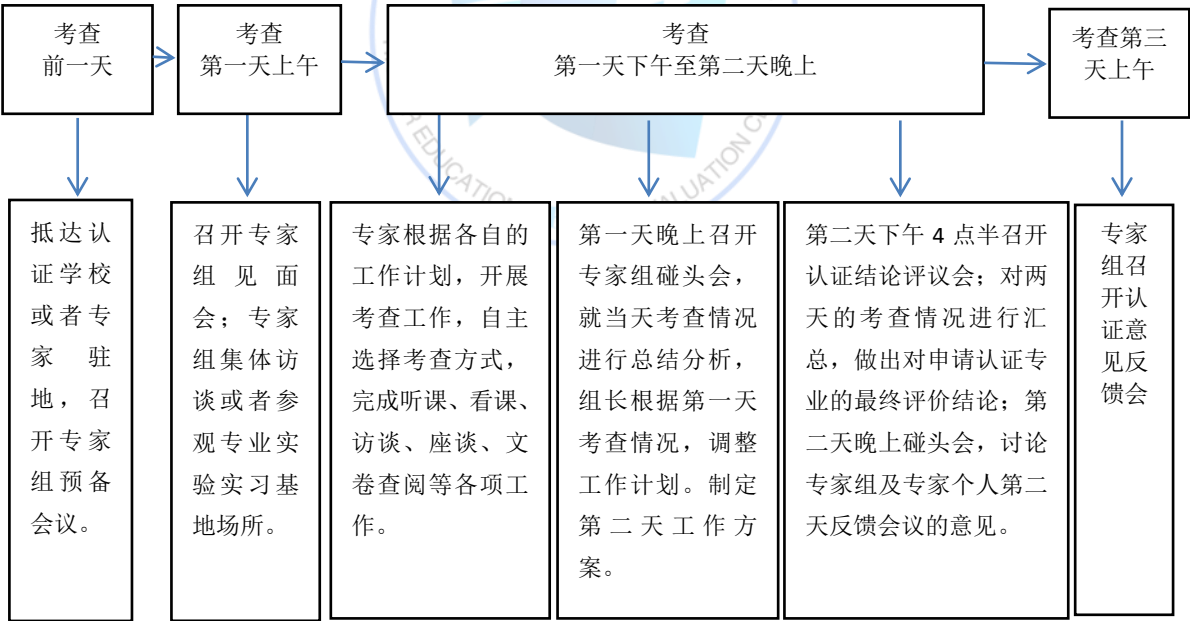 考查
前一天
考查
第一天上午
考查
第一天下午至第二天晚上
考查第三
天上午
抵达认
证学校
或者专
家驻
地，召
开专家
组预备
会议。
召开专家
组见面
会；专家
组集体访
谈或者参
观专业实
验实习基
地场所。
专家根据各自的
工作计划，开展
考查工作，自主
选择考查方式，
完成听课、看课、
访谈、座谈、文
卷查阅等各项工
作。
第一天晚上召开
专家组碰头会，
就当天考查情况
进行总结分析，
组长根据第一天
考查情况，调整
工作计划。制定
第二天工作方
案。
第二天下午 4 点半召开
认证结论评议会；对两
天的考查情况进行汇
总，做出对申请认证专
业的最终评价结论；第
二天晚上碰头会，讨论
专家组及专家个人第二
天反馈会议的意见。
专家
组召
开认
证意
见反
馈会